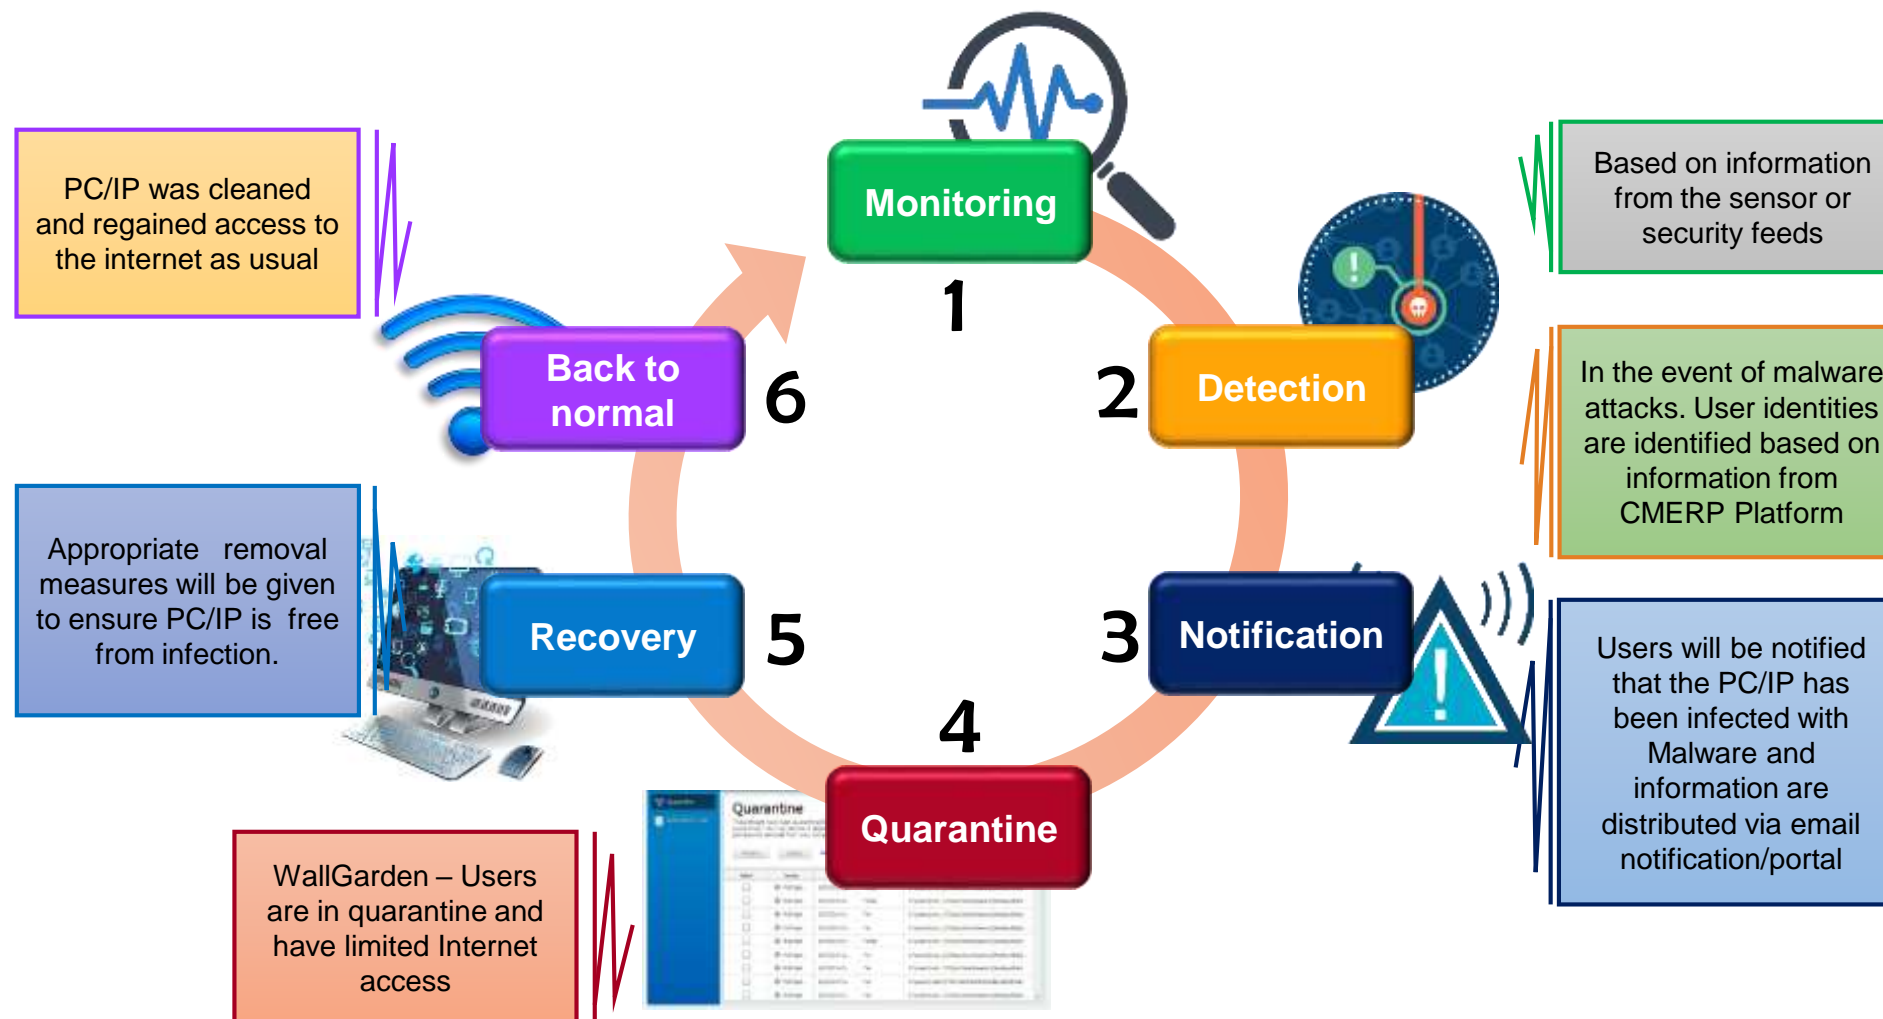 Monitoring
1
Based on information
from the sensor or
security feeds
Detection
2
In the event of malware
attacks. User identities
are identified based on
information from
CMERP Platform
Notification
3
Users will be notified
that the PC/IP has
been infected with
Malware and
information are
distributed via email
notification/portal
4
Quarantine
Quarantine
WallGarden – Users
are in quarantine and
have limited Internet
access
Recovery
5
Appropriate removal
measures will be given
to ensure PC/IP is free
from infection.
Back to
normal
6
PC/IP was cleaned
and regained access to
the internet as usual